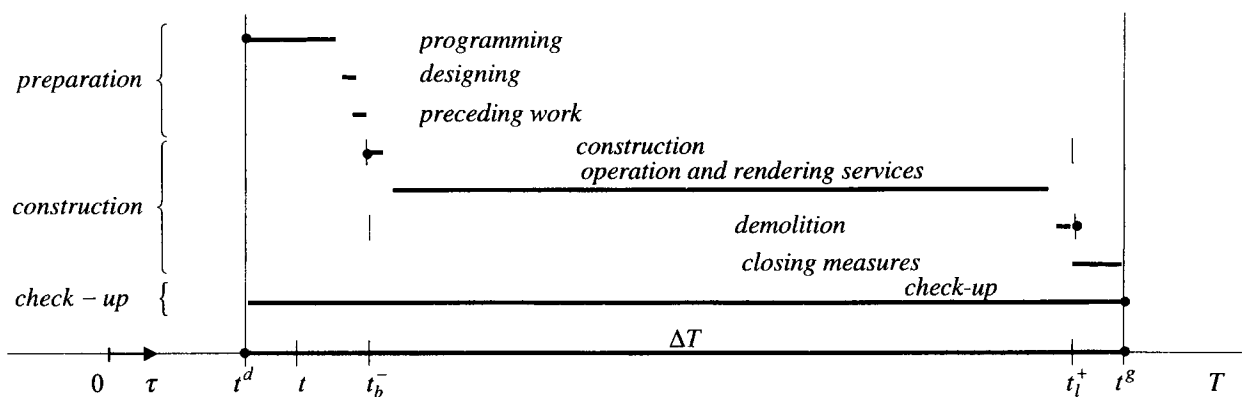 programming
preparation
designing
preceding work
construction
operation and rendering services
construction
demolition
closing measures
check – up
check-up
ΔT
0 τ t^d t t_b^- t_l^+ t^g T